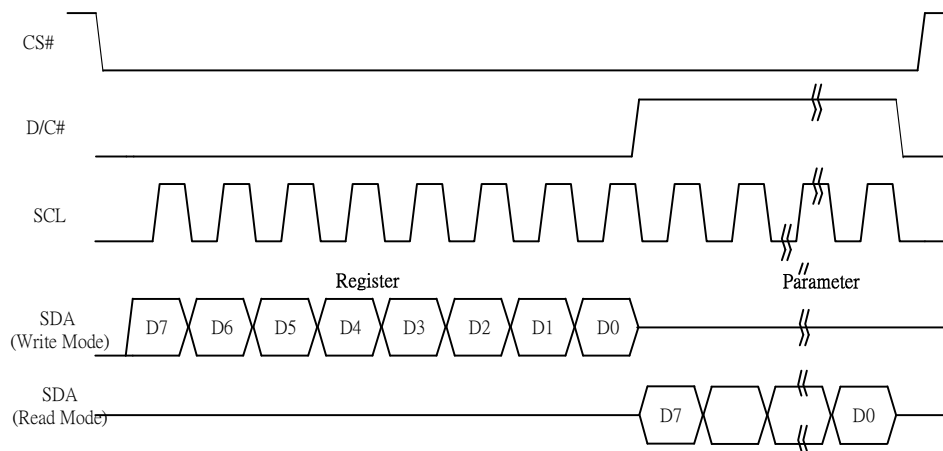 CS#
D/C#
SCL
Register Parameter
SDA
(Write Mode)
D7 D6 D5 D4 D3 D2 D1 D0
SDA
(Read Mode)
D7 D0